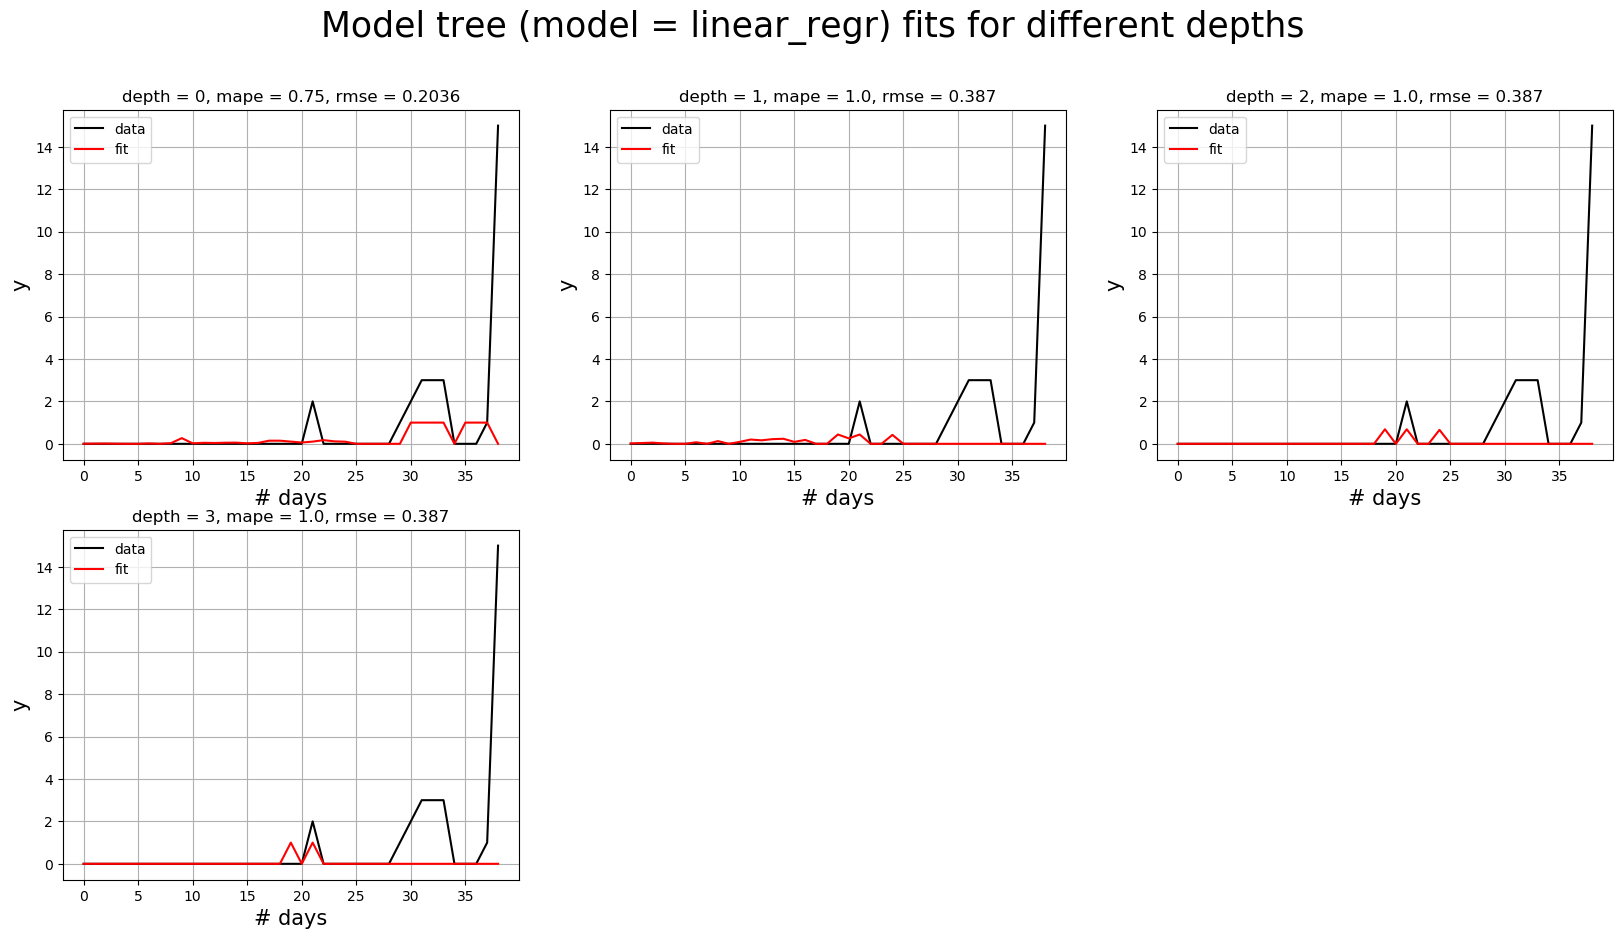 Model tree (model = linear_regr) fits for different depths
depth = 0, mape = 0.75, rmse = 0.2036
data
fit
14
12
10
8
6
4
2
0
y
0 5 10 15 20 25 30 35
# days
depth = 1, mape = 1.0, rmse = 0.387
data
fit
14
12
10
8
6
4
2
0
y
0 5 10 15 20 25 30 35
# days
depth = 2, mape = 1.0, rmse = 0.387
data
fit
14
12
10
8
6
4
2
0
y
0 5 10 15 20 25 30 35
# days
depth = 3, mape = 1.0, rmse = 0.387
data
fit
14
12
10
8
6
4
2
0
y
0 5 10 15 20 25 30 35
# days